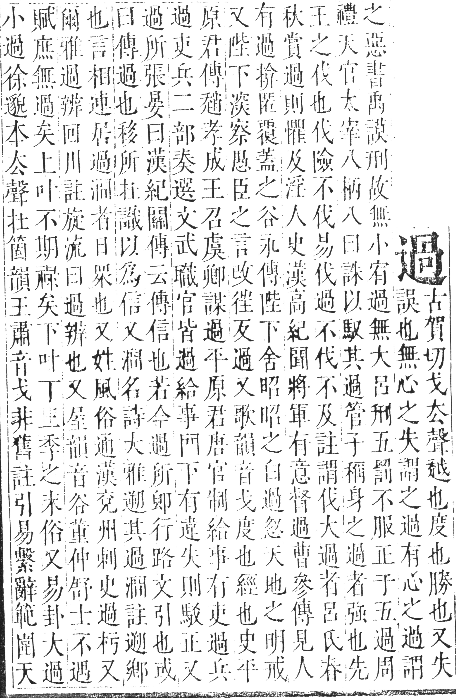 過
古賀切戈去聲越也度也勝也又失
誤也無心之失謂之過有心之過謂
之惡書禹謨刑故無小宥過無大呂刑五罰不服正于五過周
禮天官太宰八柄八曰誅以馭其過管子稱身之過者強也先
王之伐也伐險不伐易伐過不伐不及註謂伐大過者呂氏春
秋賞過則懼及淫人史漢高紀聞將軍有意督過曹參傳見人
有過揜匿覆蓋之谷永傳陛下舍昭昭之白過忽天地之明戒
又陛下深察愚臣之言改往反過又歌韻音戈度也經也史平
原君傳趙孝成王召虞卿謀過平原君唐官制給事有吏過兵
過吏兵二部奏選文武職官皆過給事門下有違失則駁正又
過所張晏曰漢紀關傳云傳信也若今過所卽行路文引也或
曰傳過也移所在識以為信又澗名詩大雅遡其過澗註遡鄉
也言相連居過澗者日眾也又姓風俗通漢兗州刺史過栩又
爾雅過辨回川註旋流曰過辨也又屋韻音谷董仲舒士不遇
賦庶無過矣上叶不期祿矣下叶丁三季之末俗又易卦大過
小過徐邈本去聲在箇韻王肅音戈非舊註引易繫辭範圍天